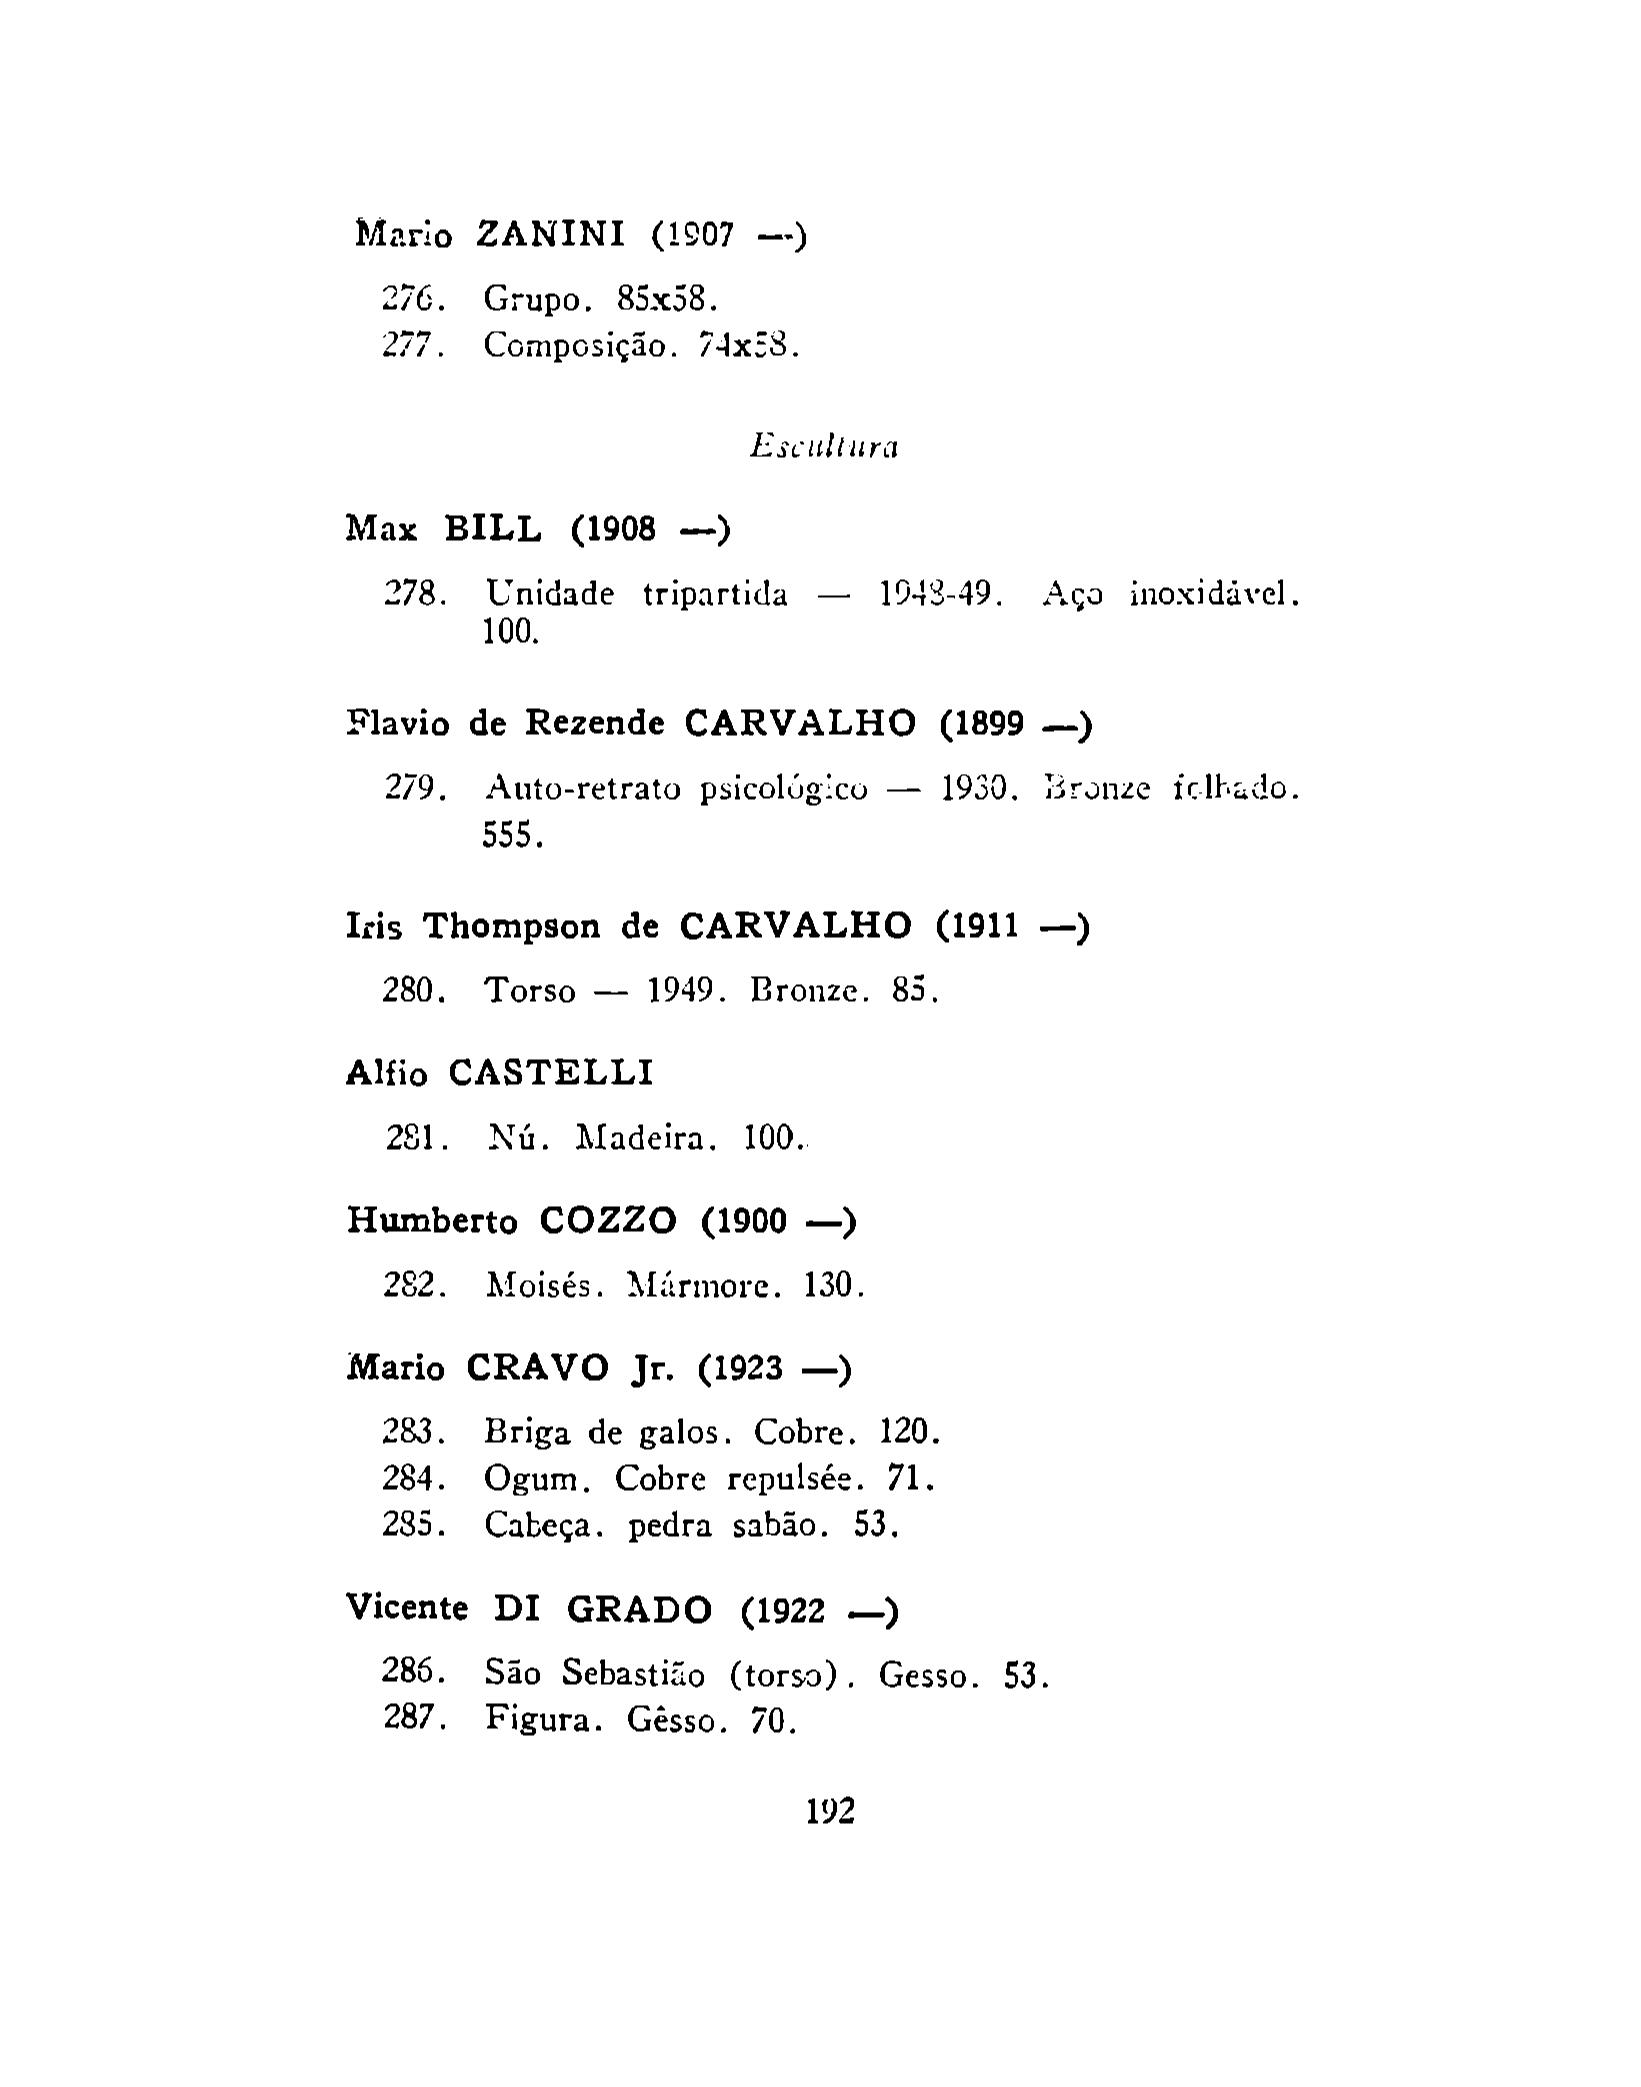 Mario ZANINI (1907 —)
276. Grupo. 85x58.
277. Composição. 74x58.
Escultura
Max BILL (1908 —)
278. Unidade tripartida — 1948-49. Aço inoxidável.
100.
Flavio de Rezende CARVALHO (1899 —)
279. Auto-retrato psicológico — 1930. Bronze folhado.
555.
Iris Thompson de CARVALHO (1911 —)
280. Torso — 1949. Bronze. 85.
Alfio CASTELLI
281. Nú. Madeira. 100.
Humberto COZZO (1900 —)
282. Moisés. Mármore. 130.
Mario CRAVO Jr. (1923 —)
283. Briga de galos. Cobre. 120.
284. Ogum. Cobre repulsée. 71.
285. Cabeça. pedra sabão. 53.
Vicente DI GRADO (1922 —)
286. São Sebastião (torso). Gesso. 53.
287. Figura. Gêsso. 70.
192